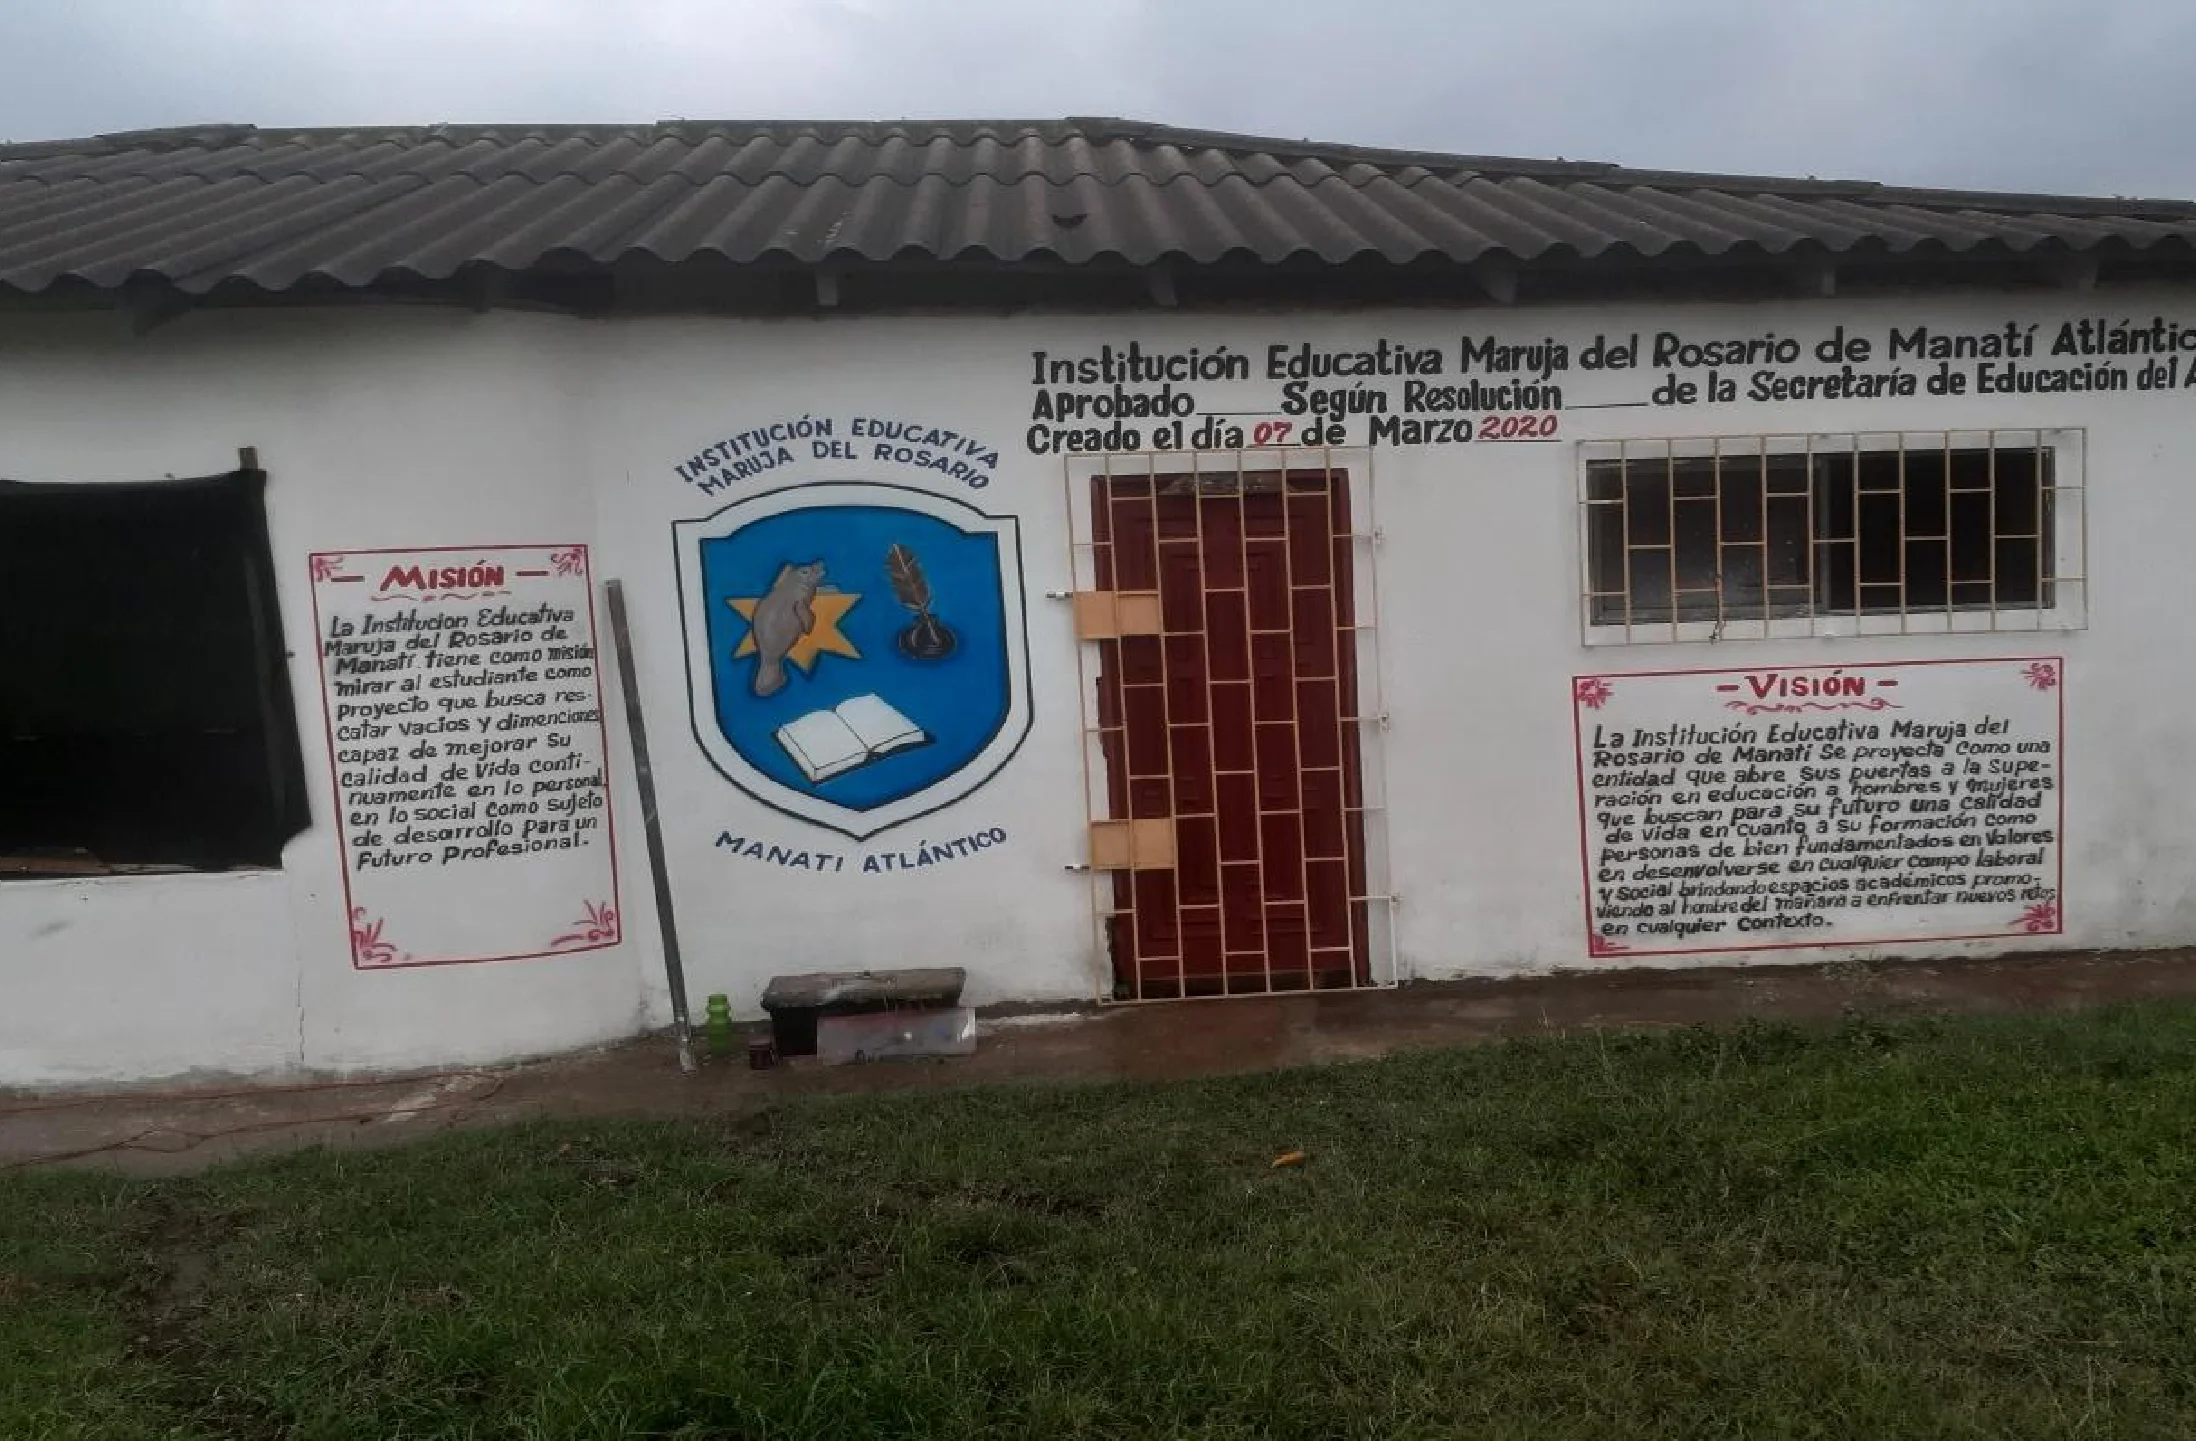 Institución Educativa Maruja del Rosario de Manatí Atlántic
Aprobado____Según Resolución____de la Secretaría de Educación del A
Creado el día 07 de Marzo 2020
INSTITUCIÓN EDUCATIVA
MARUJA DEL ROSARIO
MANATI ATLÁNTICO
- MISIÓN -
La Institucion Educativa
Maruja del Rosario de
Manatí tiene como misión
mirar al estudiante como
Proyecto que busca res-
catar vacios y dimenciones
capaz de mejorar Su
Calidad de Vida conti-
nuamente en lo personal,
en lo social Como sujeto
de desarrollo Para un
Futuro Profesional.
- VISIÓN -
La Institución Educativa Maruja del
Rosario de Manatí Se proyecta Como una
entidad que abre sus puertas a la Supe-
ración en educación a hombres y mujeres
que buscan para Su futuro una Calidad
de Vida en cuanto a su formación como
personas de bien fundamentados en Valores
en desenvolverse en cualquier campo laboral
y Social brindando espacios académicos promo-
viendo al hombre del mañana a enfrentar nuevos retos
en cualquier Contexto.